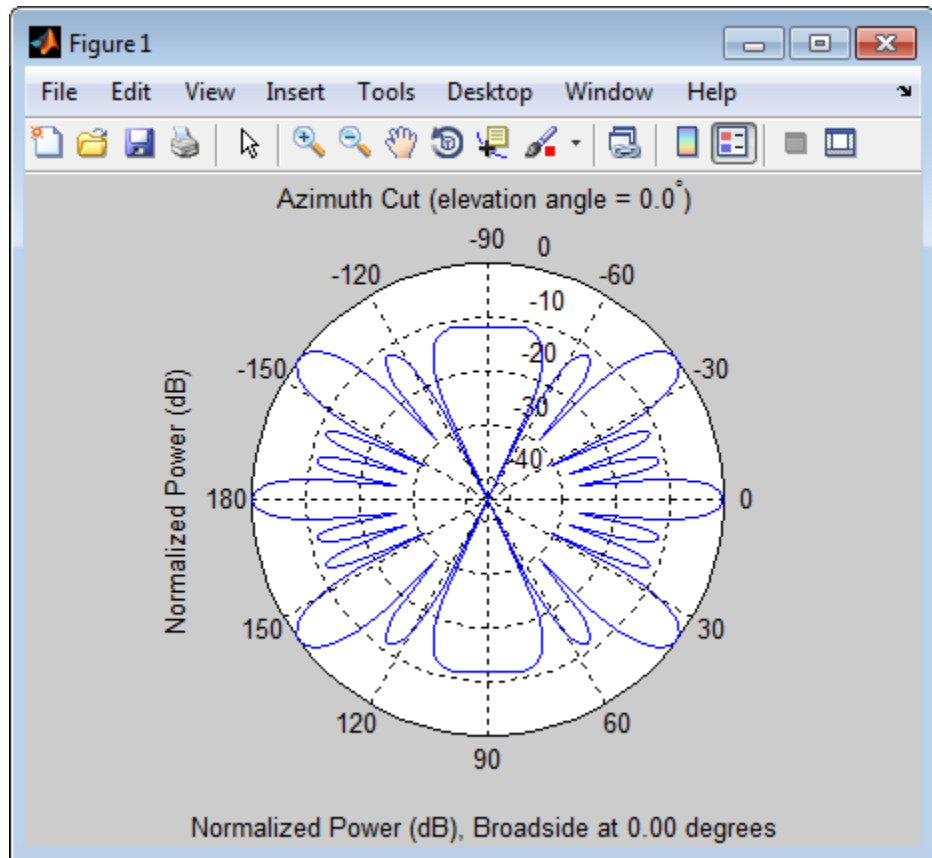 Figure 1
File Edit View Insert Tools Desktop Window Help
Azimuth Cut (elevation angle = 0.0°)
-90 0
-120 -60
-10
-20
-150 -30
-30
-40
Normalized Power (dB)
180 0
150 30
120 60
90
Normalized Power (dB), Broadside at 0.00 degrees